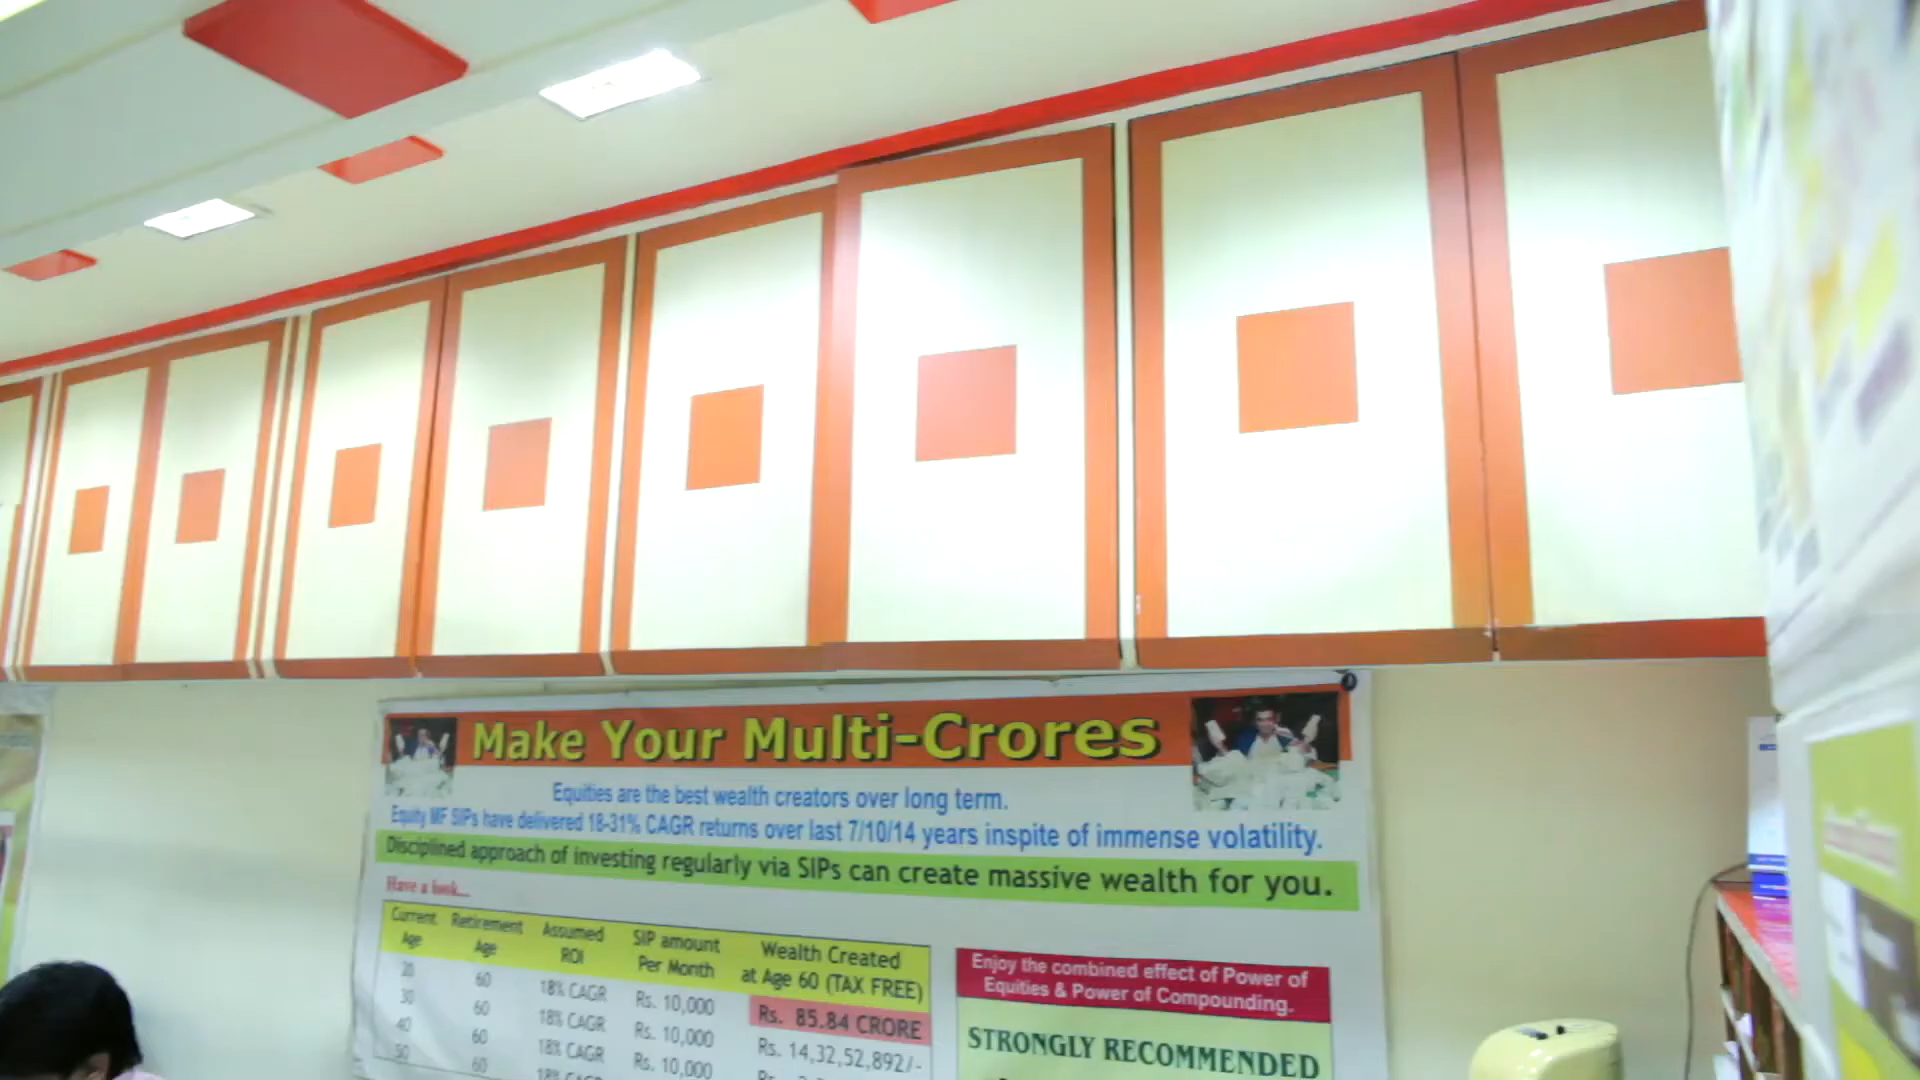 Make Your Multi-Crores
Equities are the best wealth creators over long term.
Equity MF SIPs have delivered 18-31% CAGR returns over last 7/10/14 years inspite of immense volatility.
Disciplined approach of investing regularly via SIPs can create massive wealth for you.
Have a look...
Current Age Retirement Age Assumed ROI SIP amount Per Month Wealth Created at Age 60 (TAX FREE)
20 60 18% CAGR Rs. 10,000 Rs. 85.84 CRORE
30 60 18% CAGR Rs. 10,000 Rs. 14,32,52,892/-
40 60 18% CAGR Rs. 10,000 Rs.
50 60 18% CAGR
Enjoy the combined effect of Power of
Equities & Power of Compounding.
STRONGLY RECOMMENDED